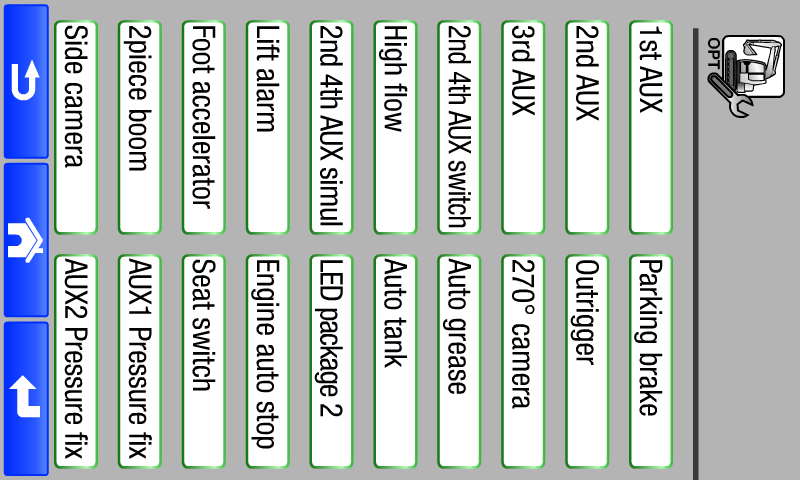 OPT
1st AUX
2nd AUX
3rd AUX
2nd 4th AUX switch
High flow
2nd 4th AUX simul
Lift alarm
Foot accelerator
2piece boom
Side camera
Parking brake
Outrigger
270° camera
Auto grease
Auto tank
LED package 2
Engine auto stop
Seat switch
AUX1 Pressure fix
AUX2 Pressure fix